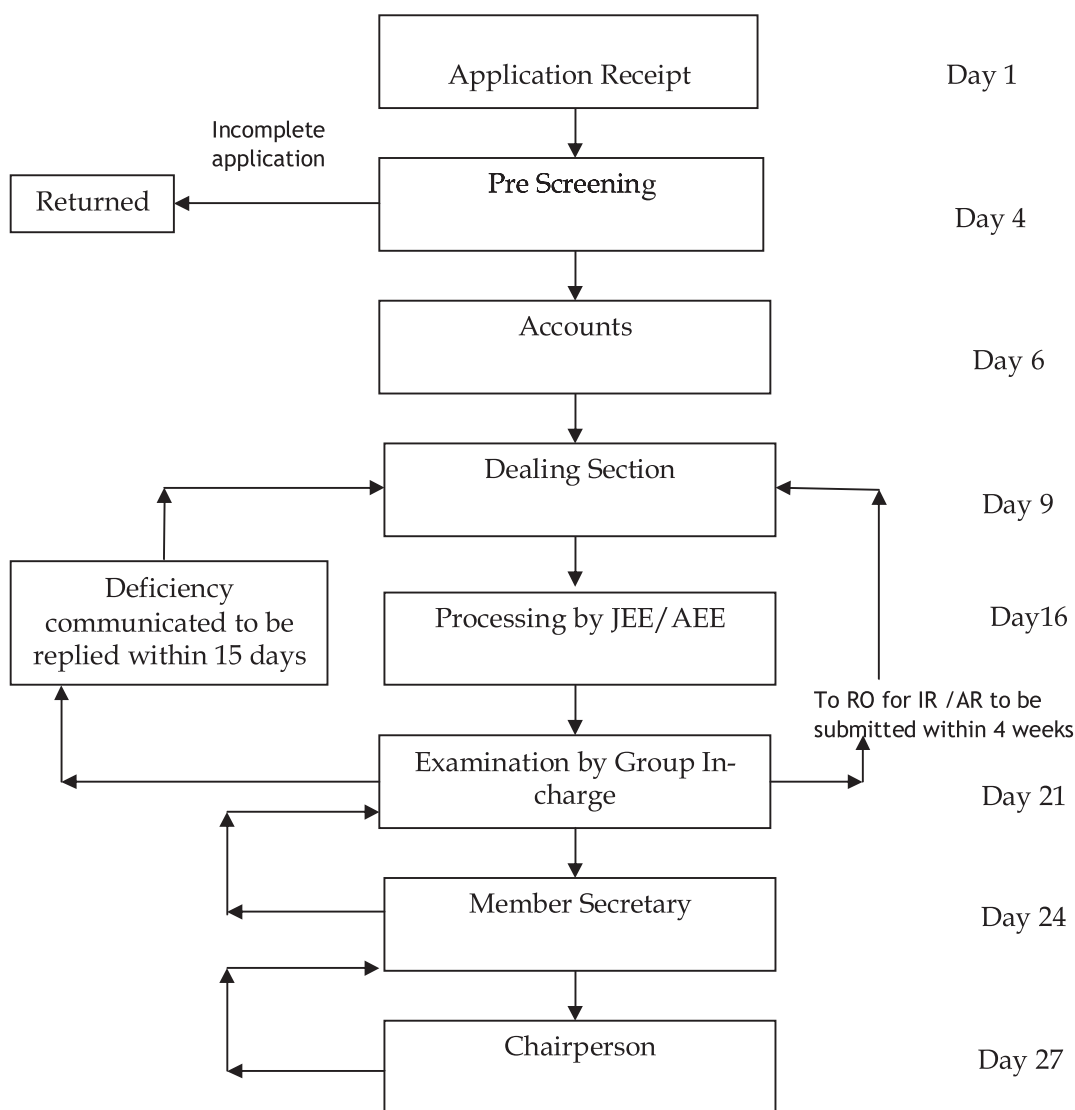 Application Receipt
Day 1
Incomplete
application
Pre Screening
Returned
Day 4
Accounts
Day 6
Dealing Section
Day 9
Deficiency
communicated to be
replied within 15 days
Processing by JEE/AEE
Day16
To RO for IR /AR to be
submitted within 4 weeks
Examination by Group In-
charge
Day 21
Member Secretary
Day 24
Chairperson
Day 27